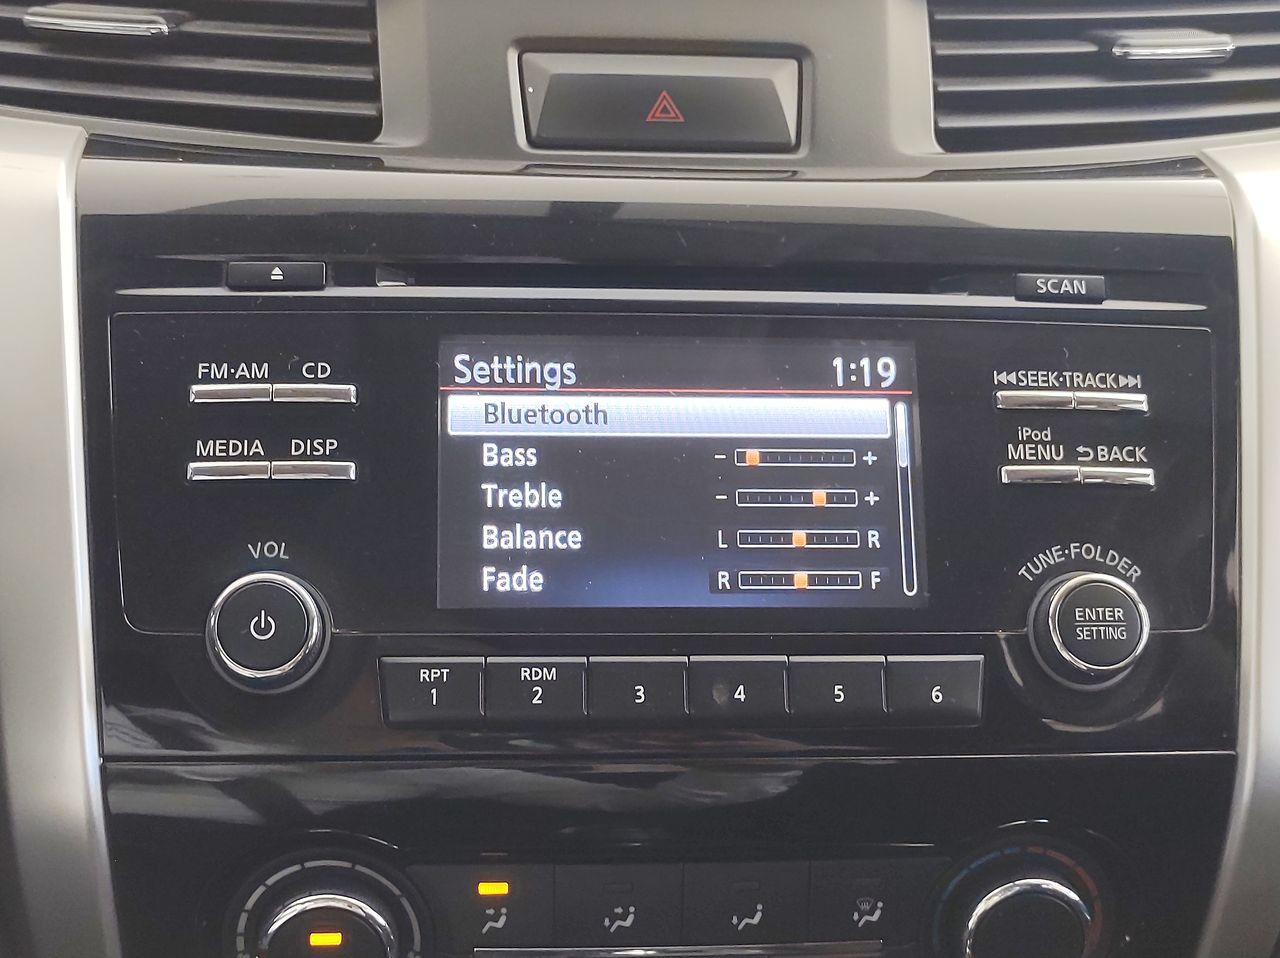 SCAN
FM·AM CD
MEDIA DISP
VOL
Settings 1:19
Bluetooth
Bass - +
Treble - +
Balance L R
Fade R F
SEEK·TRACK
iPod
MENU BACK
TUNE·FOLDER
ENTER
SETTING
RPT
1
RDM
2
3
4
5
6